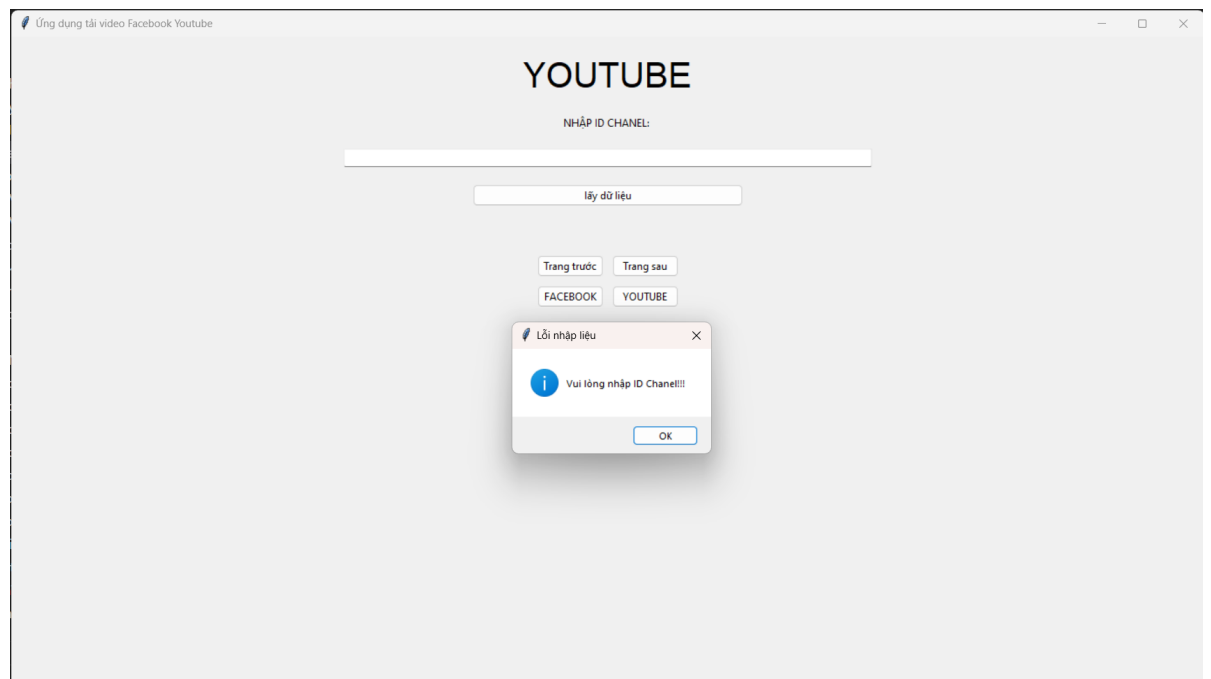 Ứng dụng tải video Facebook Youtube
YOUTUBE
NHẬP ID CHANEL:
lấy dữ liệu
Trang trước Trang sau
FACEBOOK YOUTUBE
Lỗi nhập liệu
Vui lòng nhập ID Chanel!!!
OK